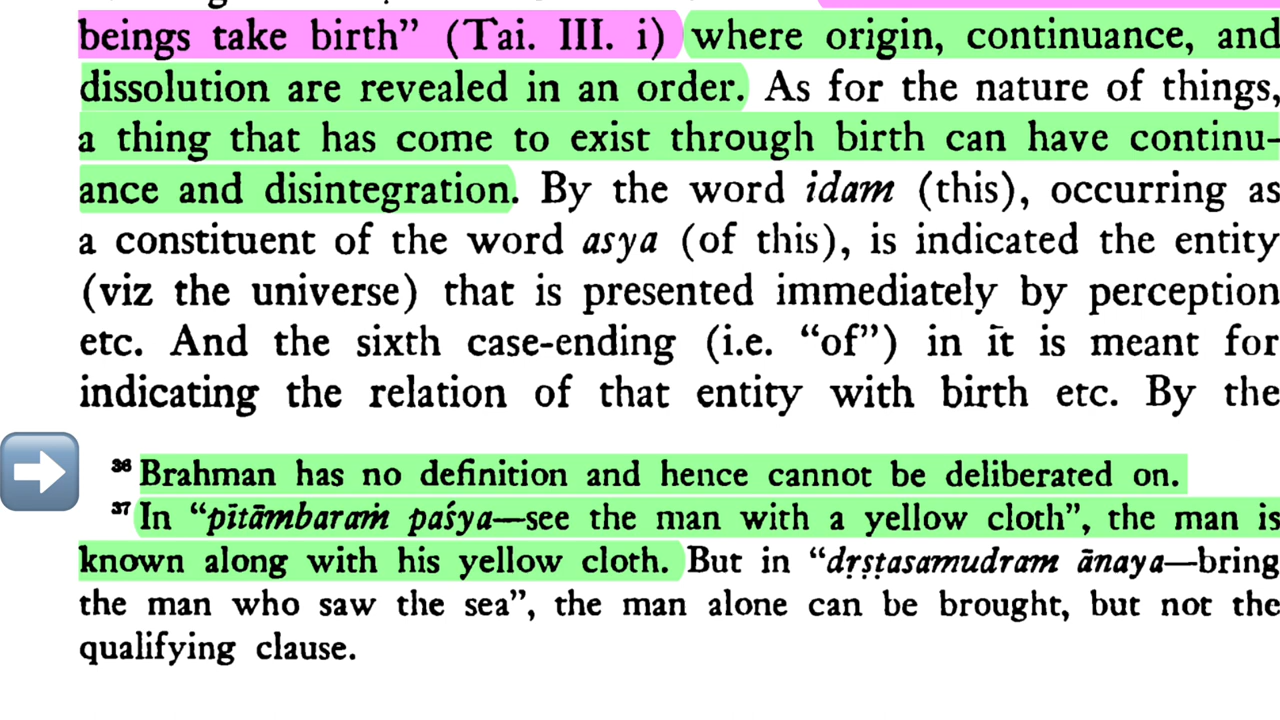 beings take birth” (Tai. III. i) where origin, continuance, and
dissolution are revealed in an order. As for the nature of things,
a thing that has come to exist through birth can have continu-
ance and disintegration. By the word idam (this), occurring as
a constituent of the word asya (of this), is indicated the entity
(viz the universe) that is presented immediately by perception
etc. And the sixth case-ending (i.e. “of”) in it is meant for
indicating the relation of that entity with birth etc. By the
³⁶ Brahman has no definition and hence cannot be deliberated on.
³⁷ In “pītāmbaraṁ paśya—see the man with a yellow cloth”, the man is
known along with his yellow cloth. But in “dṛṣṭasamudram ānaya—bring
the man who saw the sea”, the man alone can be brought, but not the
qualifying clause.